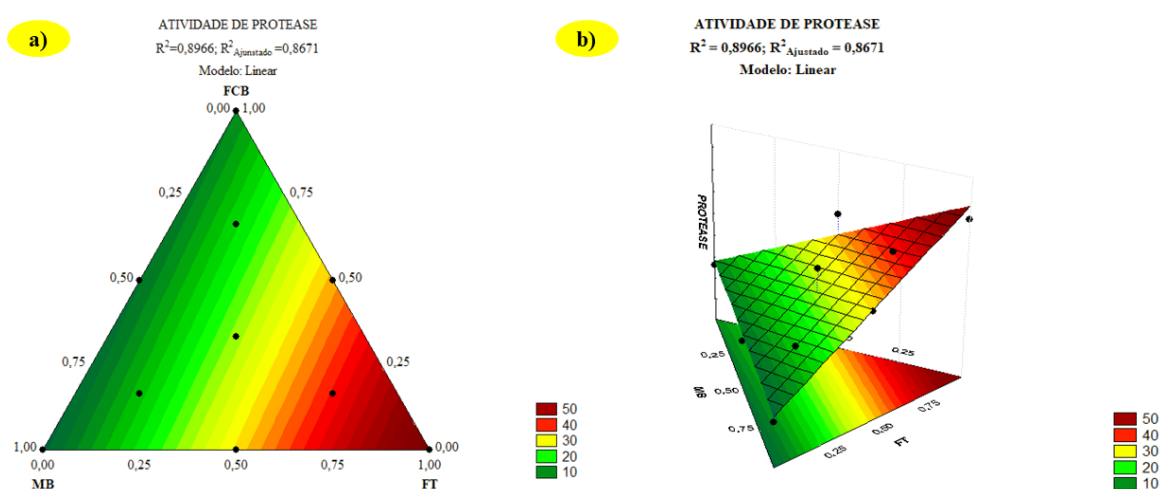 a)
ATIVIDADE DE PROTEASE
R²=0,8966; R²Ajunstado =0,8671
Modelo: Linear
FCB
0,00 1,00
0,25 0,75
0,50 0,50
0,75 0,25
1,00 0,00
0,00 0,25 0,50 0,75 1,00
MB FT
50
40
30
20
10
b)
ATIVIDADE DE PROTEASE
R² = 0,8966; R²Ajustado = 0,8671
Modelo: Linear
PROTEASE
0,25
0,25
MB 0,50
0,75
0,75
0,50
FT
0,25
50
40
30
20
10